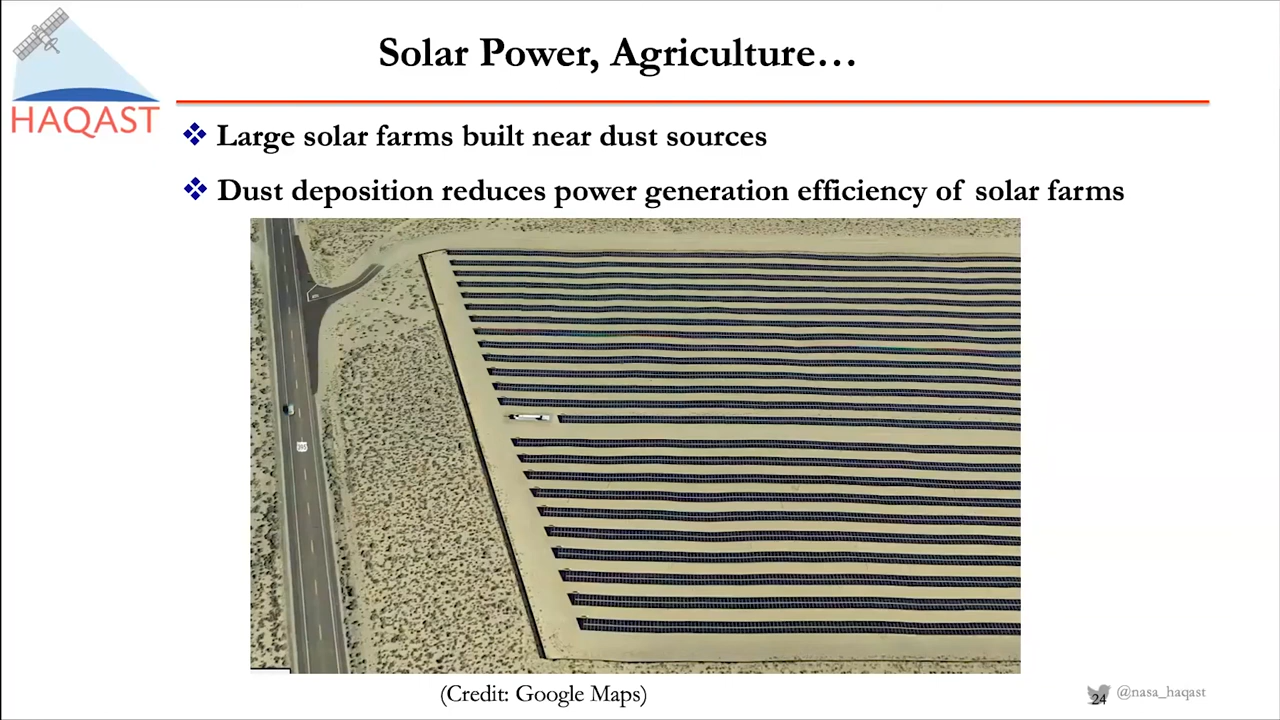 HAQAST
Solar Power, Agriculture…
Large solar farms built near dust sources
Dust deposition reduces power generation efficiency of solar farms
(Credit: Google Maps)
24
@nasa_haqast